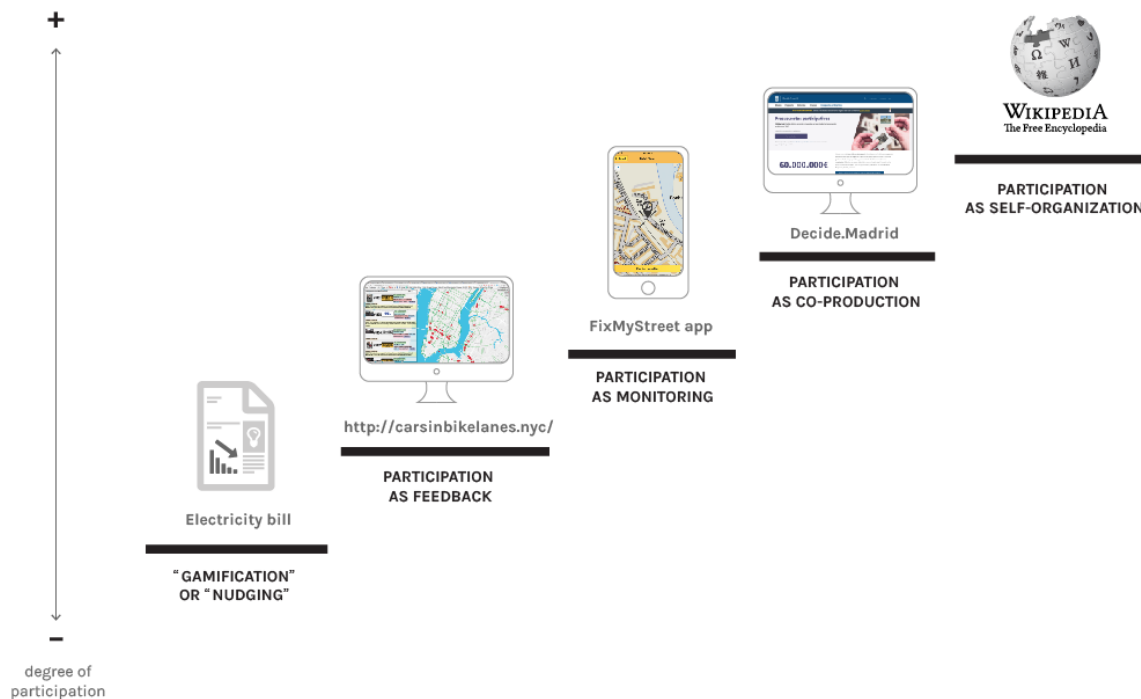 +
WIKIPEDIA
The Free Encyclopedia
PARTICIPATION
AS SELF-ORGANIZATION
60.000.000€
Decide.Madrid
PARTICIPATION
AS CO-PRODUCTION
FixMyStreet app
PARTICIPATION
AS MONITORING
http://carsinbikelanes.nyc/
PARTICIPATION
AS FEEDBACK
Electricity bill
“GAMIFICATION”
OR “NUDGING”
–
degree of
participation